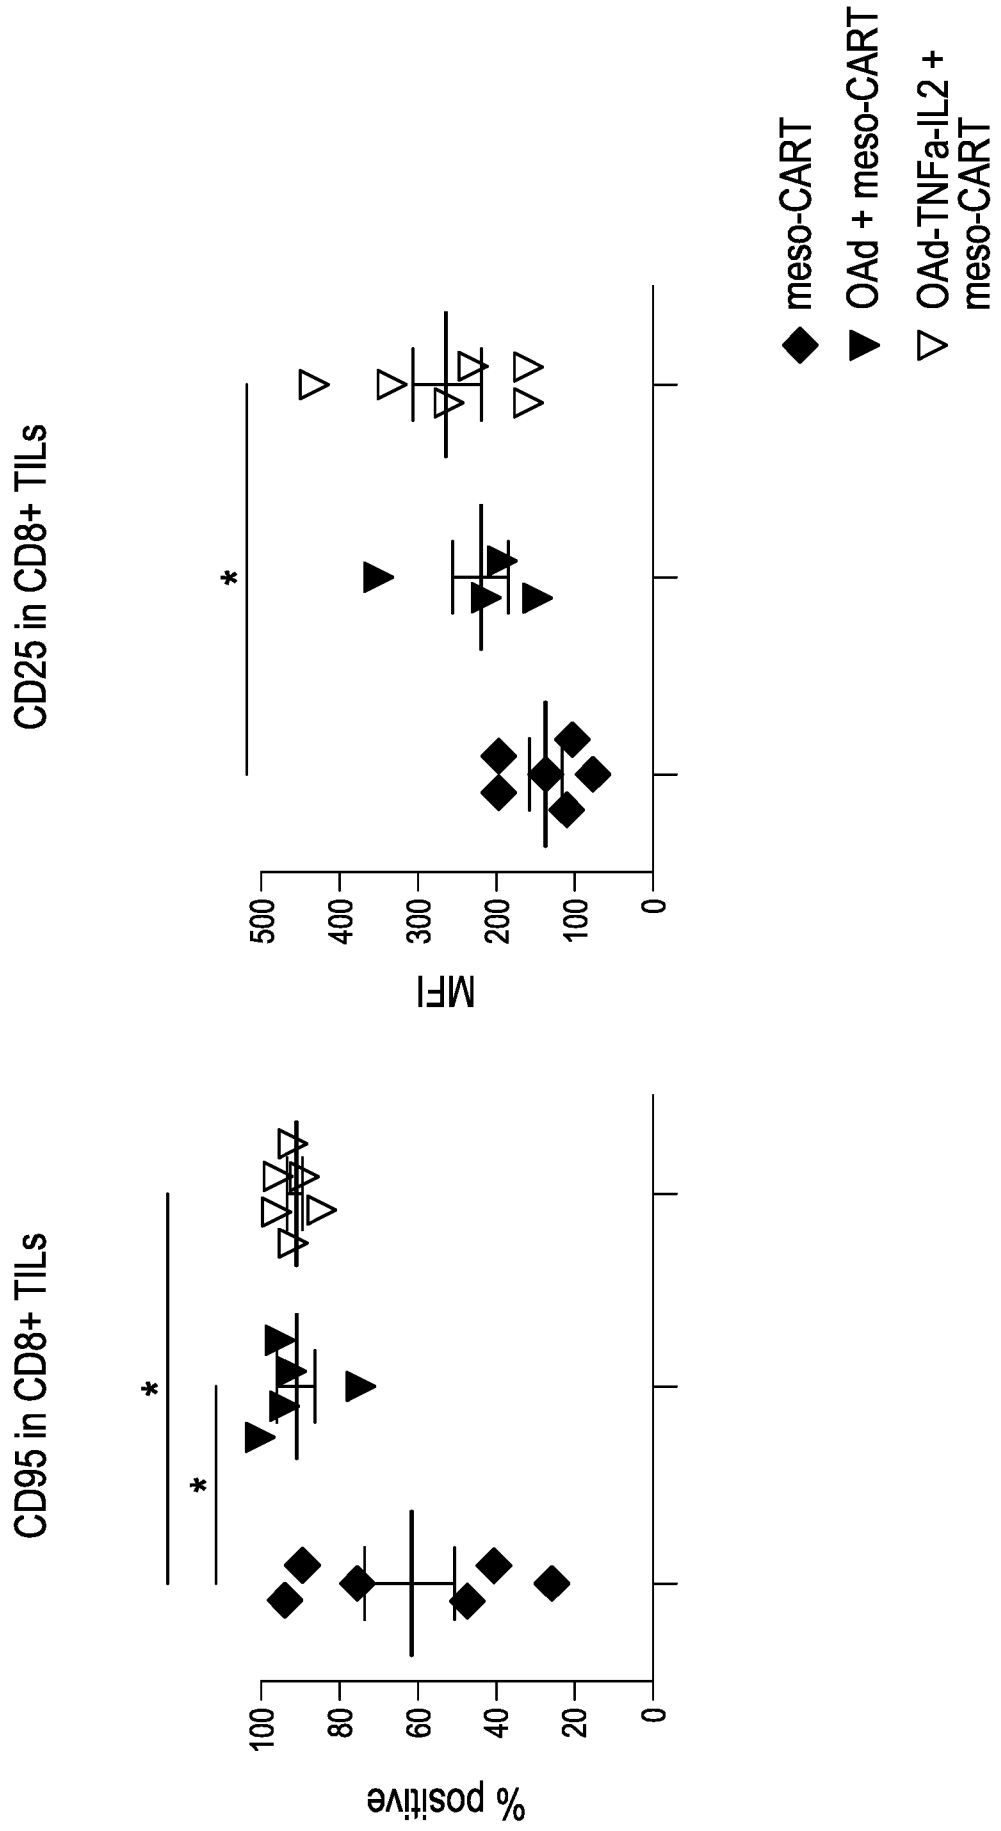 CD95 in CD8+ TILs
*
*
% positive
100
80
60
40
20
0
CD25 in CD8+ TILs
*
MFI
500
400
300
200
100
0
meso-CART
OAd + meso-CART
OAd-TNFa-IL2 +
meso-CART